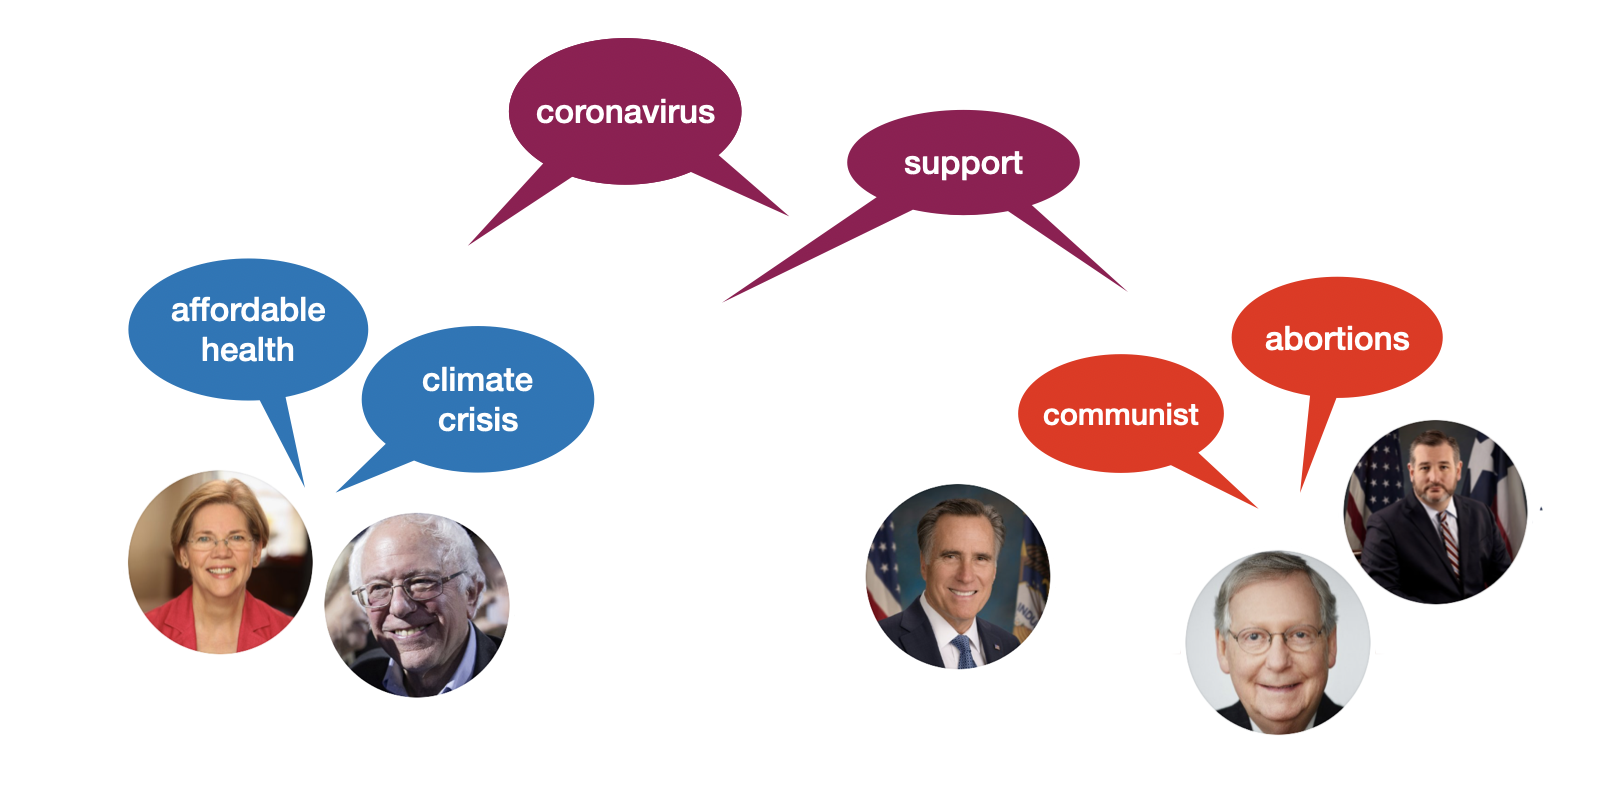 coronavirus
support
affordable
health
climate
crisis
abortions
communist